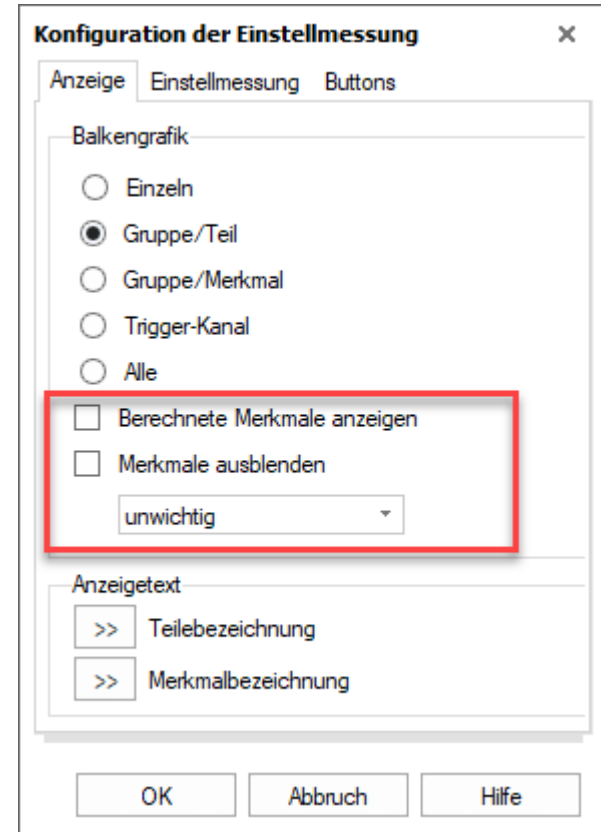 Konfiguration der Einstellmessung
Anzeige Einstellmessung Buttons
Balkengrafik
Einzeln
Gruppe/Teil
Gruppe/Merkmal
Trigger-Kanal
Alle
Berechnete Merkmale anzeigen
Merkmale ausblenden
unwichtig
Anzeigetext
>> Teilebezeichnung
>> Merkmalbezeichnung
OK Abbruch Hilfe